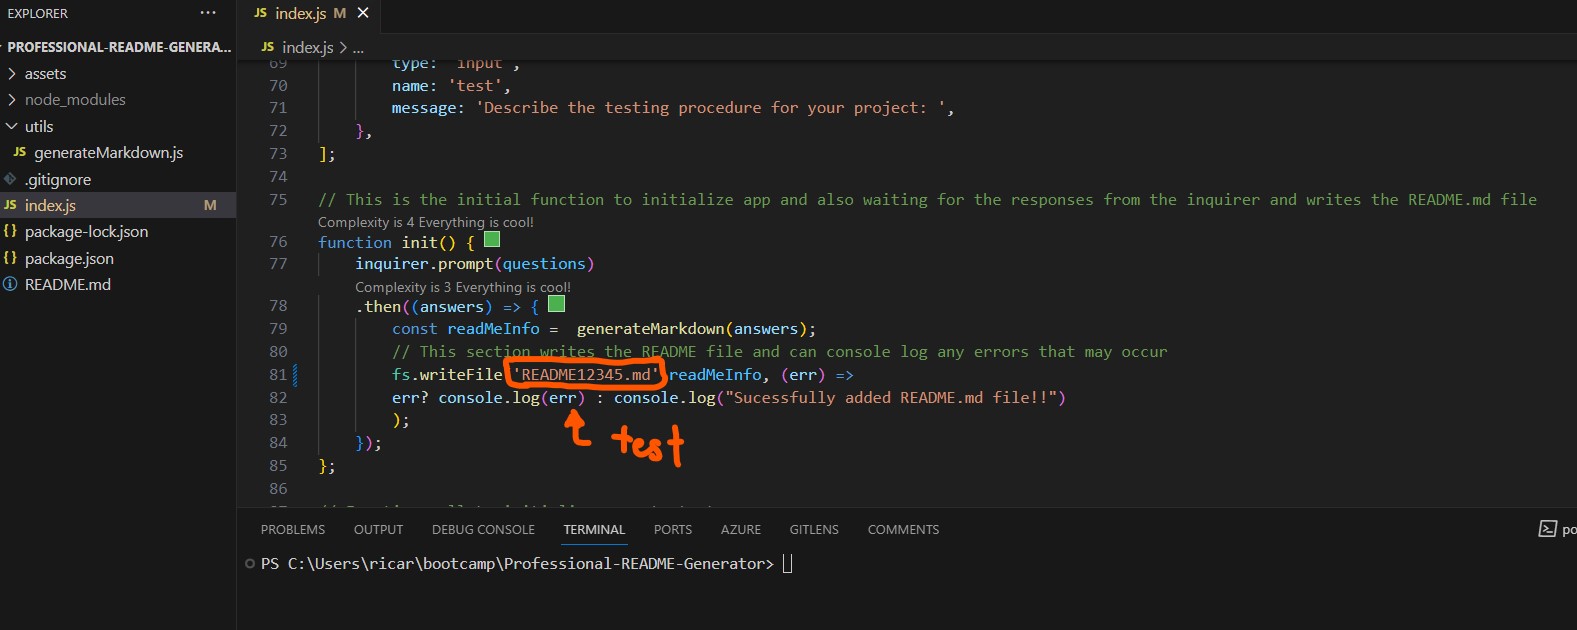 EXPLORER ...
JS index.js M ×
PROFESSIONAL-README-GENERA...
JS index.js > ...
> assets
> node_modules
utils
JS generateMarkdown.js
.gitignore
JS index.js M
{} package-lock.json
{} package.json
README.md
69 type: 'input',
70 name: 'test',
71 message: 'Describe the testing procedure for your project: ',
72 },
73 ];
74
75 // This is the initial function to initialize app and also waiting for the responses from the inquirer and writes the README.md file
Complexity is 4 Everything is cool!
76 function init() {
77 inquirer.prompt(questions)
Complexity is 3 Everything is cool!
78 .then((answers) => {
79 const readMeInfo =  generateMarkdown(answers);
80 // This section writes the README file and can console log any errors that may occur
81 fs.writeFile 'README12345.md' readMeInfo, (err) =>
82 err? console.log(err) : console.log("Sucessfully added README.md file!!")
83 );
84 });
85 };
86
test
PROBLEMS OUTPUT DEBUG CONSOLE TERMINAL PORTS AZURE GITLENS COMMENTS po
PS C:\Users\ricar\bootcamp\Professional-README-Generator>